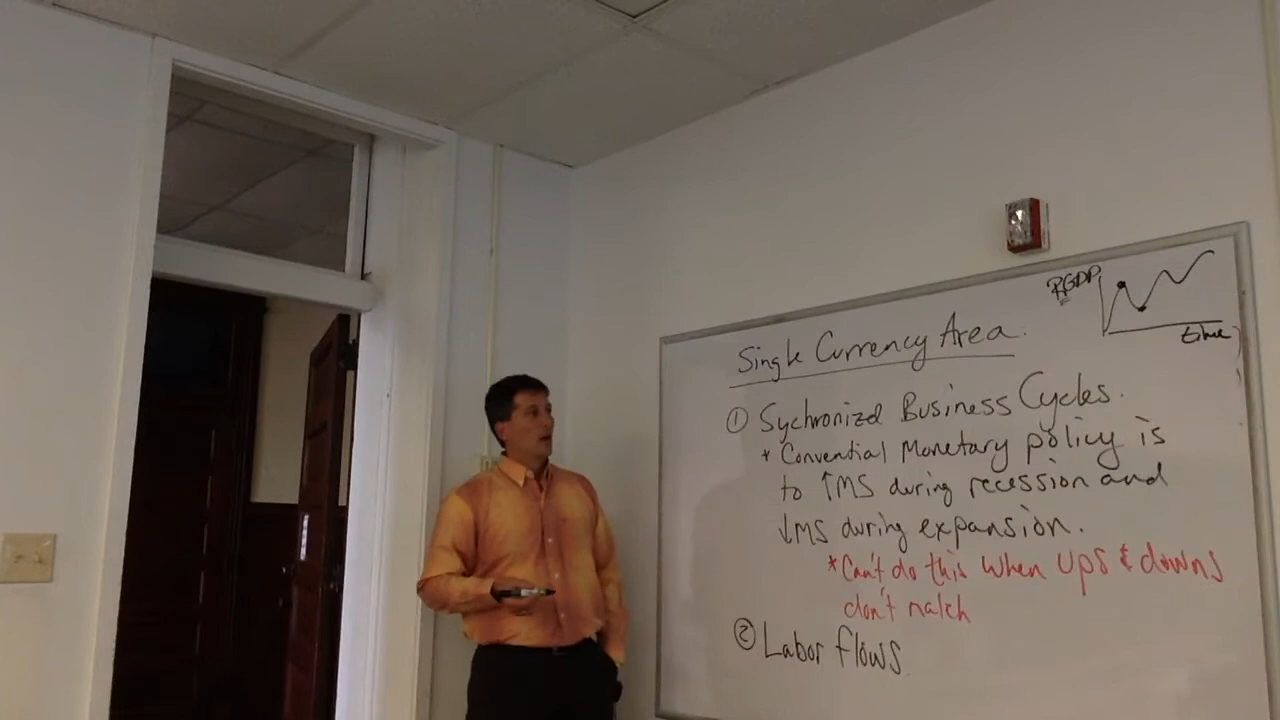 RGDP
time
Single Currency Area.
① Sychronized Business Cycles.
* Convential Monetary policy is
to ↑MS during recession and
↓MS during expansion.
*Can't do this when ups & downs
don't match
② Labor flows.